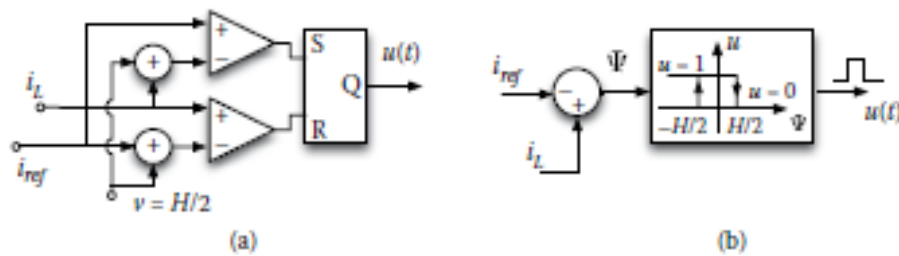 +
−
+
+
−
+
S
R
Q
u(t)
i_L
i_ref
v = H/2
(a)
i_ref
−
+
i_L
Ψ
u
u − 1
u − 0
−H/2 H/2 Ψ
u(t)
(b)